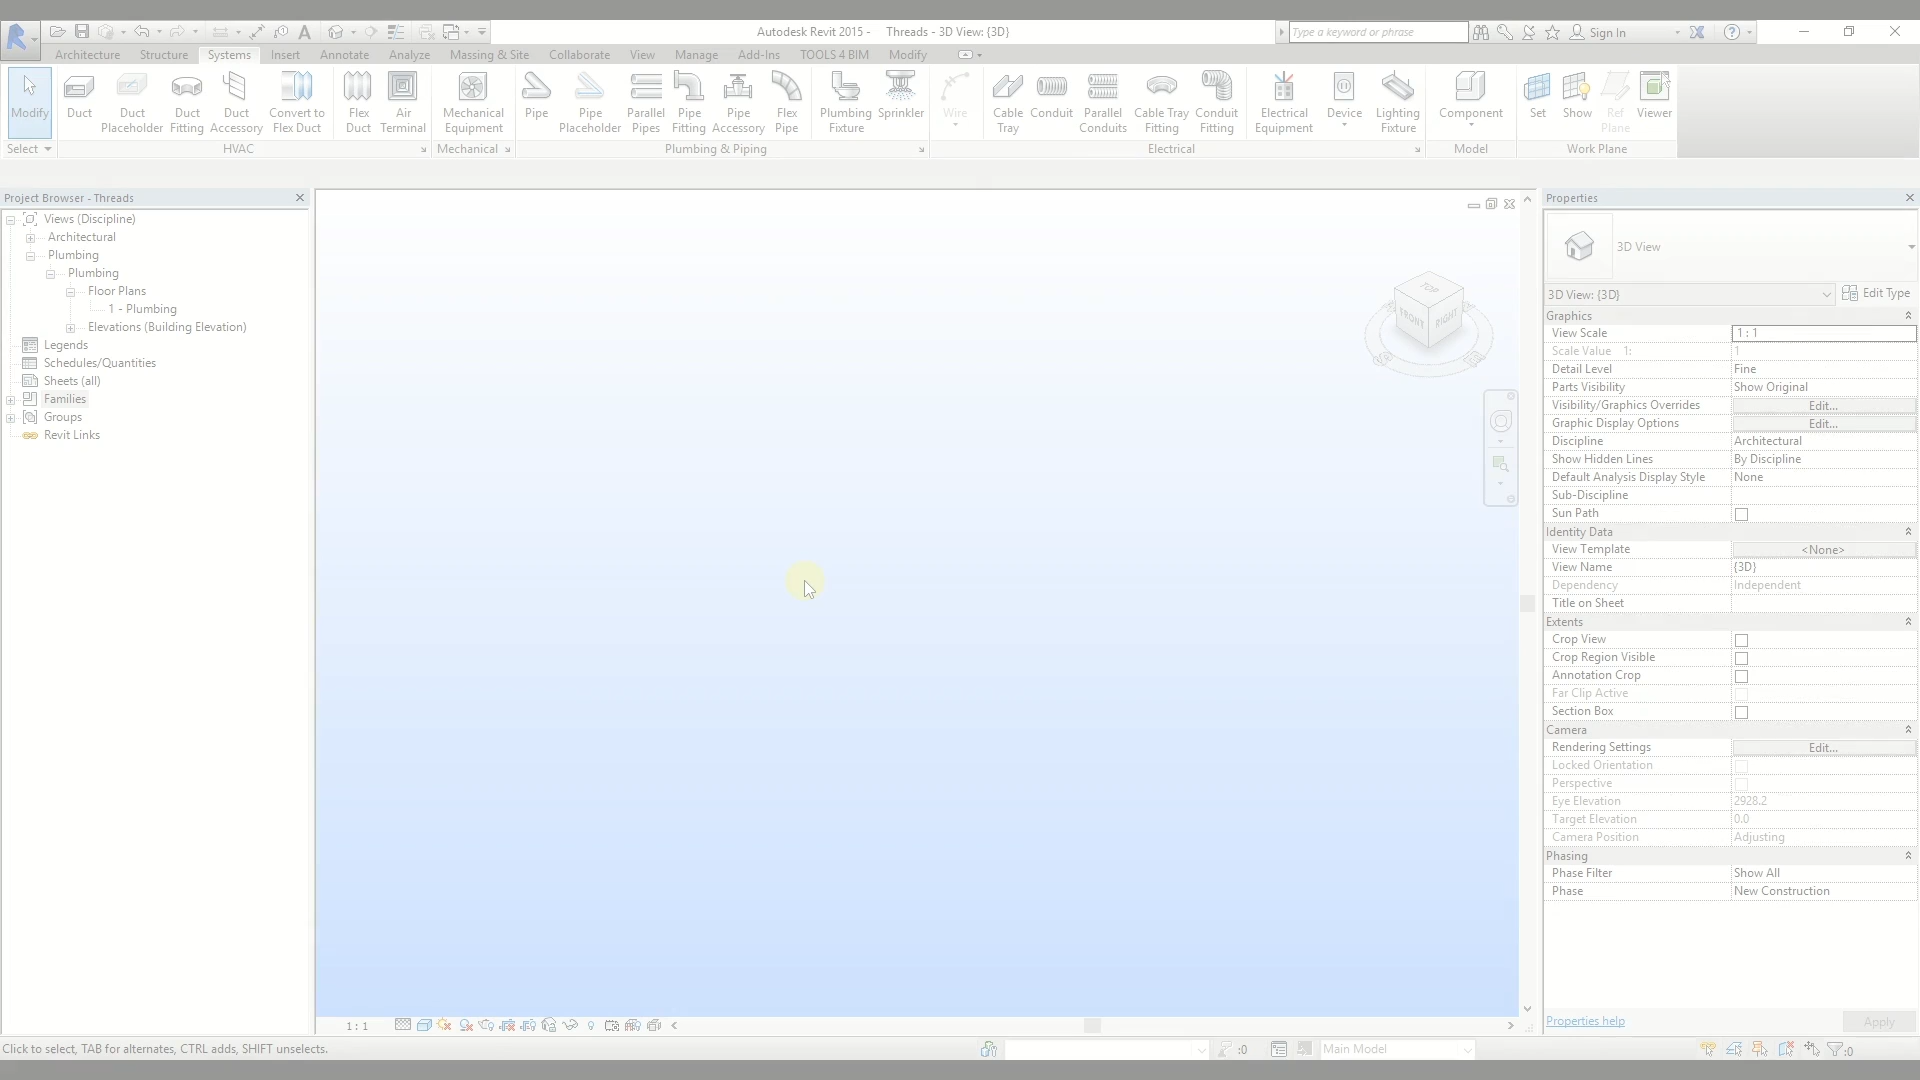 Autodesk Revit 2015 -     Threads - 3D View: {3D}
Type a keyword or phrase
Sign In
Architecture Structure Systems Insert Annotate Analyze Massing & Site Collaborate View Manage Add-Ins TOOLS 4 BIM Modify
Modify Duct Duct Placeholder Duct Fitting Duct Accessory Convert to Flex Duct Flex Duct Air Terminal Mechanical Equipment Pipe Pipe Placeholder Parallel Pipes Pipe Fitting Pipe Accessory Flex Pipe Plumbing Fixture Sprinkler Wire Cable Tray Conduit Parallel Conduits Cable Tray Fitting Conduit Fitting Electrical Equipment Device Lighting Fixture Component Set Show Ref Plane Viewer
Select HVAC Mechanical Plumbing & Piping Electrical Model Work Plane
Project Browser - Threads
Views (Discipline)
Architectural
Plumbing
Plumbing
Floor Plans
1 - Plumbing
Elevations (Building Elevation)
Legends
Schedules/Quantities
Sheets (all)
Families
Groups
Revit Links
TOP
FRONT RIGHT
Properties
3D View
3D View: {3D} Edit Type
Graphics
View Scale 1 : 1
Scale Value    1: 1
Detail Level Fine
Parts Visibility Show Original
Visibility/Graphics Overrides Edit...
Graphic Display Options Edit...
Discipline Architectural
Show Hidden Lines By Discipline
Default Analysis Display Style None
Sub-Discipline
Sun Path
Identity Data
View Template <None>
View Name {3D}
Dependency Independent
Title on Sheet
Extents
Crop View
Crop Region Visible
Annotation Crop
Far Clip Active
Section Box
Camera
Rendering Settings Edit...
Locked Orientation
Perspective
Eye Elevation 2928.2
Target Elevation 0.0
Camera Position Adjusting
Phasing
Phase Filter Show All
Phase New Construction
Properties help Apply
1 : 1
Click to select, TAB for alternates, CTRL adds, SHIFT unselects.
:0
Main Model
:0